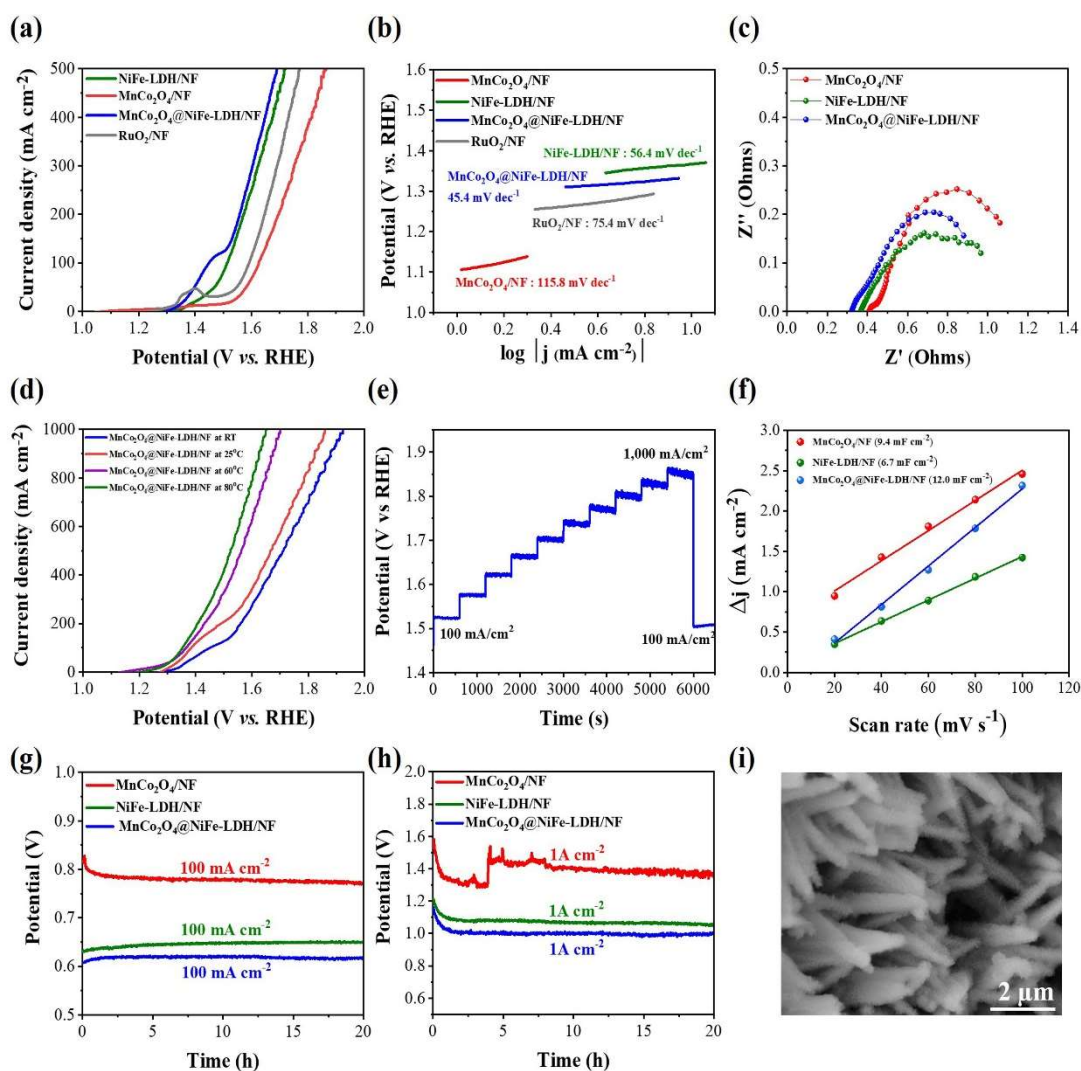 (a)
500
400
300
200
100
0
1.0
1.2
1.4
1.6
1.8
2.0
Current density (mA cm⁻²)
Potential (V vs. RHE)
NiFe-LDH/NF
MnCo₂O₄/NF
MnCo₂O₄@NiFe-LDH/NF
RuO₂/NF
(b)
1.6
1.5
1.4
1.3
1.2
1.1
1.0
0.0
0.2
0.4
0.6
0.8
1.0
Potential (V vs. RHE)
log |j (mA cm⁻²)|
MnCo₂O₄/NF
NiFe-LDH/NF
MnCo₂O₄@NiFe-LDH/NF
RuO₂/NF
NiFe-LDH/NF : 56.4 mV dec⁻¹
MnCo₂O₄@NiFe-LDH/NF
45.4 mV dec⁻¹
RuO₂/NF : 75.4 mV dec⁻¹
MnCo₂O₄/NF : 115.8 mV dec⁻¹
(c)
0.5
0.4
0.3
0.2
0.1
0.0
0.2
0.4
0.6
0.8
1.0
1.2
Z'' (Ohms)
Z' (Ohms)
MnCo₂O₄/NF
NiFe-LDH/NF
MnCo₂O₄@NiFe-LDH/NF
(d)
1000
800
600
400
200
0
1.0
1.2
1.4
1.6
1.8
2.0
Current density (mA cm⁻²)
Potential (V vs. RHE)
MnCo₂O₄@NiFe-LDH/NF at RT
MnCo₂O₄@NiFe-LDH/NF at 25⁰C
MnCo₂O₄@NiFe-LDH/NF at 60⁰C
MnCo₂O₄@NiFe-LDH/NF at 80⁰C
(e)
1.9
1.8
1.7
1.6
1.5
1.4
0
1000
2000
3000
4000
5000
6000
Potential (V vs RHE)
Time (s)
1,000 mA/cm²
100 mA/cm²
100 mA/cm²
(f)
3.0
2.5
2.0
1.5
1.0
0.5
0.0
0
20
40
60
80
100
120
Δj (mA cm⁻²)
Scan rate (mV s⁻¹)
MnCo₂O₄/NF (9.4 mF cm⁻²)
NiFe-LDH/NF (6.7 mF cm⁻²)
MnCo₂O₄@NiFe-LDH/NF (12.0 mF cm⁻²)
(g)
1.0
0.9
0.8
0.7
0.6
0.5
0
5
10
15
20
Potential (V)
Time (h)
MnCo₂O₄/NF
NiFe-LDH/NF
MnCo₂O₄@NiFe-LDH/NF
100 mA cm⁻²
100 mA cm⁻²
100 mA cm⁻²
(h)
2.0
1.8
1.6
1.4
1.2
1.0
0.8
0.6
0.4
0
5
10
15
20
Potential (V)
Time (h)
MnCo₂O₄/NF
NiFe-LDH/NF
MnCo₂O₄@NiFe-LDH/NF
1A cm⁻²
1A cm⁻²
1A cm⁻²
(i)
2 μm